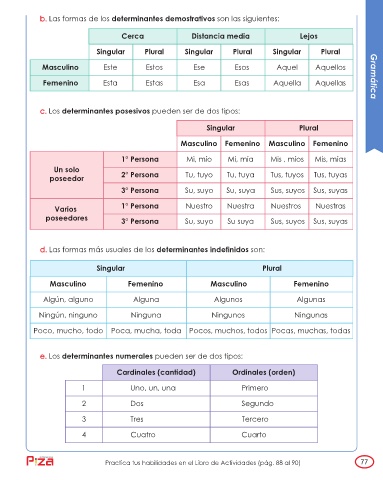 b. Las formas de los determinantes demostrativos son las siguientes:
Cerca Distancia media Lejos
Singular Plural Singular Plural Singular Plural
Masculino Este Estos Ese Esos Aquel Aquellos
Femenino Esta Estas Esa Esas Aquella Aquellas
Gramática
c. Los determinantes posesivos pueden ser de dos tipos:
Singular Plural
Masculino Femenino Masculino Femenino
Un solo poseedor
1° Persona Mi, mío Mi, mía Mis , míos Mis, mías
2° Persona Tu, tuyo Tu, tuya Tus, tuyos Tus, tuyas
3° Persona Su, suyo Su, suya Sus, suyos Sus, suyas
Varios poseedores
1° Persona Nuestro Nuestra Nuestros Nuestras
3° Persona Su, suyo Su suya Sus, suyos Sus, suyas
d. Las formas más usuales de los determinantes indefinidos son:
Singular Plural
Masculino Femenino Masculino Femenino
Algún, alguno Alguna Algunos Algunas
Ningún, ninguno Ninguna Ningunos Ningunas
Poco, mucho, todo Poca, mucha, toda Pocos, muchos, todos Pocas, muchas, todas
e. Los determinantes numerales pueden ser de dos tipos:
Cardinales (cantidad) Ordinales (orden)
1 Uno, un, una Primero
2 Dos Segundo
3 Tres Tercero
4 Cuatro Cuarto
Practica tus habilidades en el Libro de Actividades (pág. 88 al 90) 77